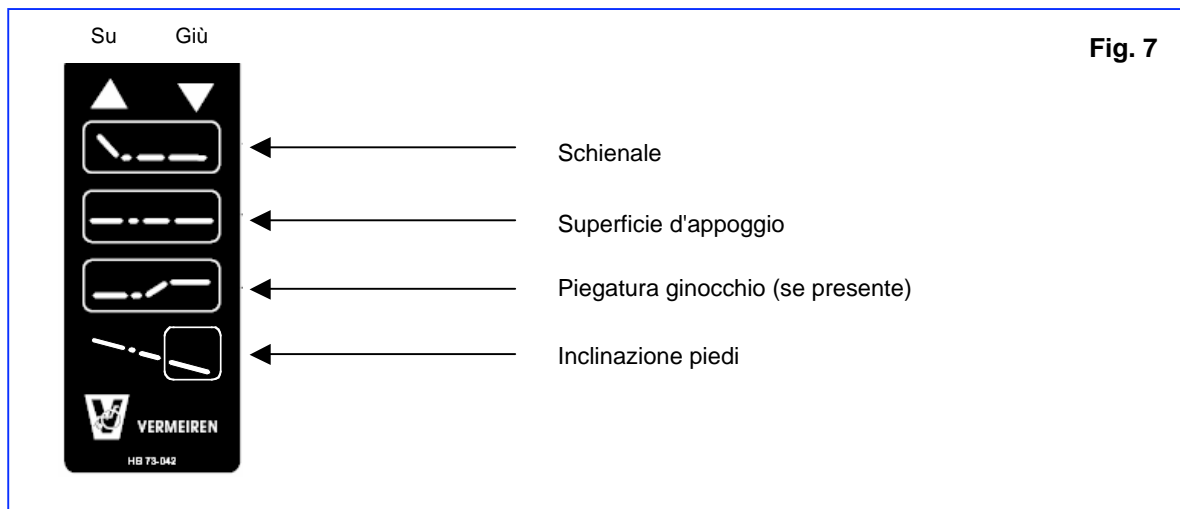 Su Giù
Fig. 7
Schienale
Superficie d'appoggio
Piegatura ginocchio (se presente)
Inclinazione piedi
VERMEIREN
HB 73-042